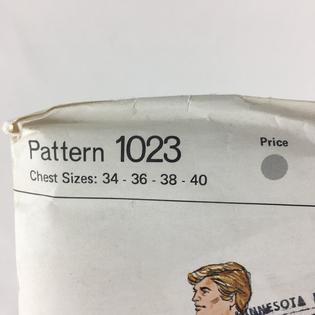 Pattern 1023
Price
Chest Sizes: 34 - 36 - 38 - 40